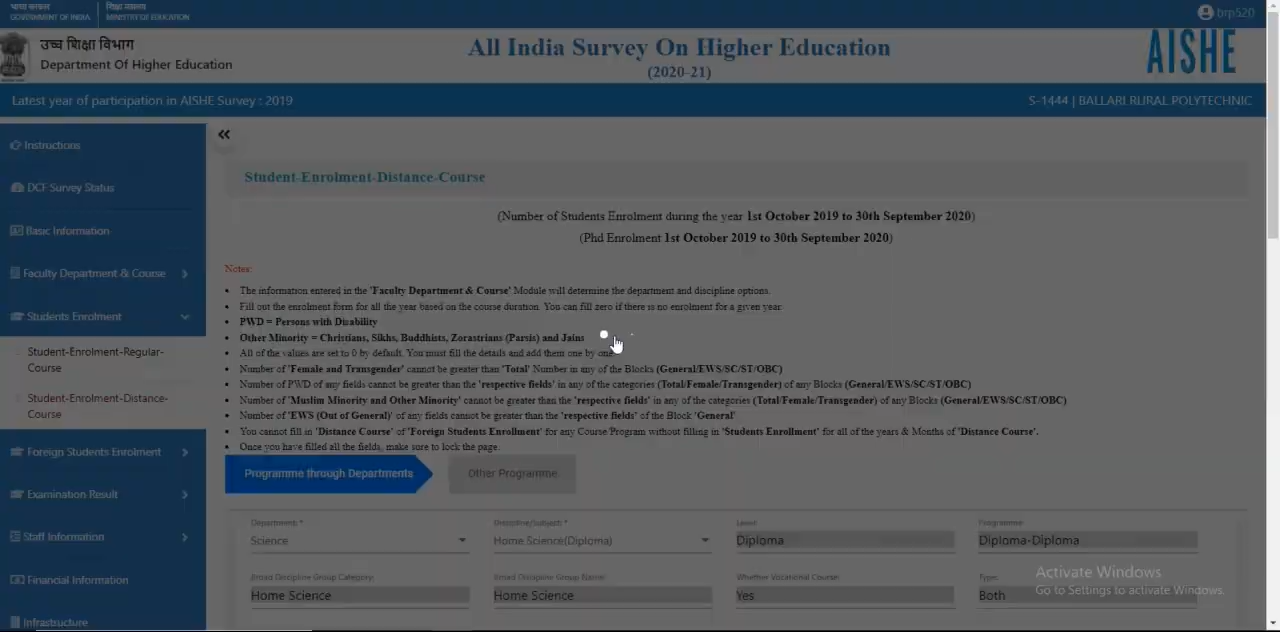 भारत सरकार
GOVERNMENT OF INDIA
शिक्षा मंत्रालय
MINISTRY OF EDUCATION
brp520
उच्च शिक्षा विभाग
Department Of Higher Education
All India Survey On Higher Education
(2020-21)
AISHE
Latest year of participation in AISHE Survey : 2019
S-1444 | BALLARI RURAL POLYTECHNIC
Instructions
DCF Survey Status
Basic Information
Faculty Department & Course
Students Enrolment
Student-Enrolment-Regular-
Course
Student-Enrolment-Distance-
Course
Foreign Students Enrolment
Examination Result
Staff Information
Financial Information
Infrastructure
Student-Enrolment-Distance-Course
(Number of Students Enrolment during the year 1st October 2019 to 30th September 2020)
(Phd Enrolment 1st October 2019 to 30th September 2020)
Notes:
• The information entered in the 'Faculty Department & Course' Module will determine the department and discipline options.
• Fill out the enrolment form for all the year based on the course duration. You can fill zero if there is no enrolment for a given year.
• PWD = Persons with Disability
• Other Minority = Christians, Sikhs, Buddhists, Zorastrians (Parsis) and Jains
• All of the values are set to 0 by default. You must fill the details and add them one by one.
• Number of 'Female and Transgender' cannot be greater than 'Total' Number in any of the Blocks (General/EWS/SC/ST/OBC)
• Number of PWD of any fields cannot be greater than the 'respective fields' in any of the categories (Total/Female/Transgender) of any Blocks (General/EWS/SC/ST/OBC)
• Number of 'Muslim Minority and Other Minority' cannot be greater than the 'respective fields' in any of the categories (Total/Female/Transgender) of any Blocks (General/EWS/SC/ST/OBC)
• Number of 'EWS (Out of General)' of any fields cannot be greater than the 'respective fields' of the Block 'General'
• You cannot fill in 'Distance Course' of 'Foreign Students Enrollment' for any Course/Program without filling in 'Students Enrollment' for all of the years & Months of 'Distance Course'.
• Once you have filled all the fields, make sure to lock the page.
Programme through Departments
Other Programme
Department: *
Discipline/Subject: *
Level:
Programme:
Science
Home Science(Diploma)
Diploma
Diploma-Diploma
Broad Discipline Group Category:
Broad Discipline Group Name:
Whether Vocational Course:
Type:
Home Science
Home Science
Yes
Both
Activate Windows
Go to Settings to activate Windows.